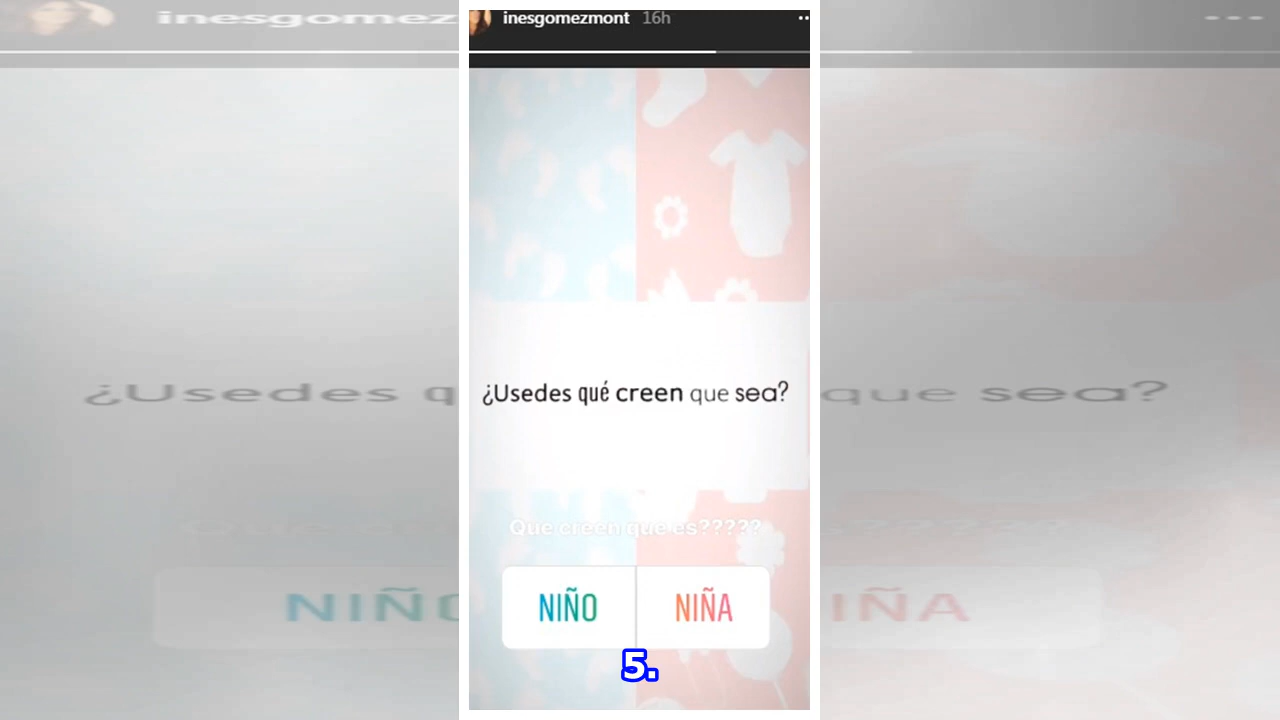 inesgomezmont 16h
¿Usedes qué creen que sea?
Que creen que es?????
NIÑO NIÑA
5.